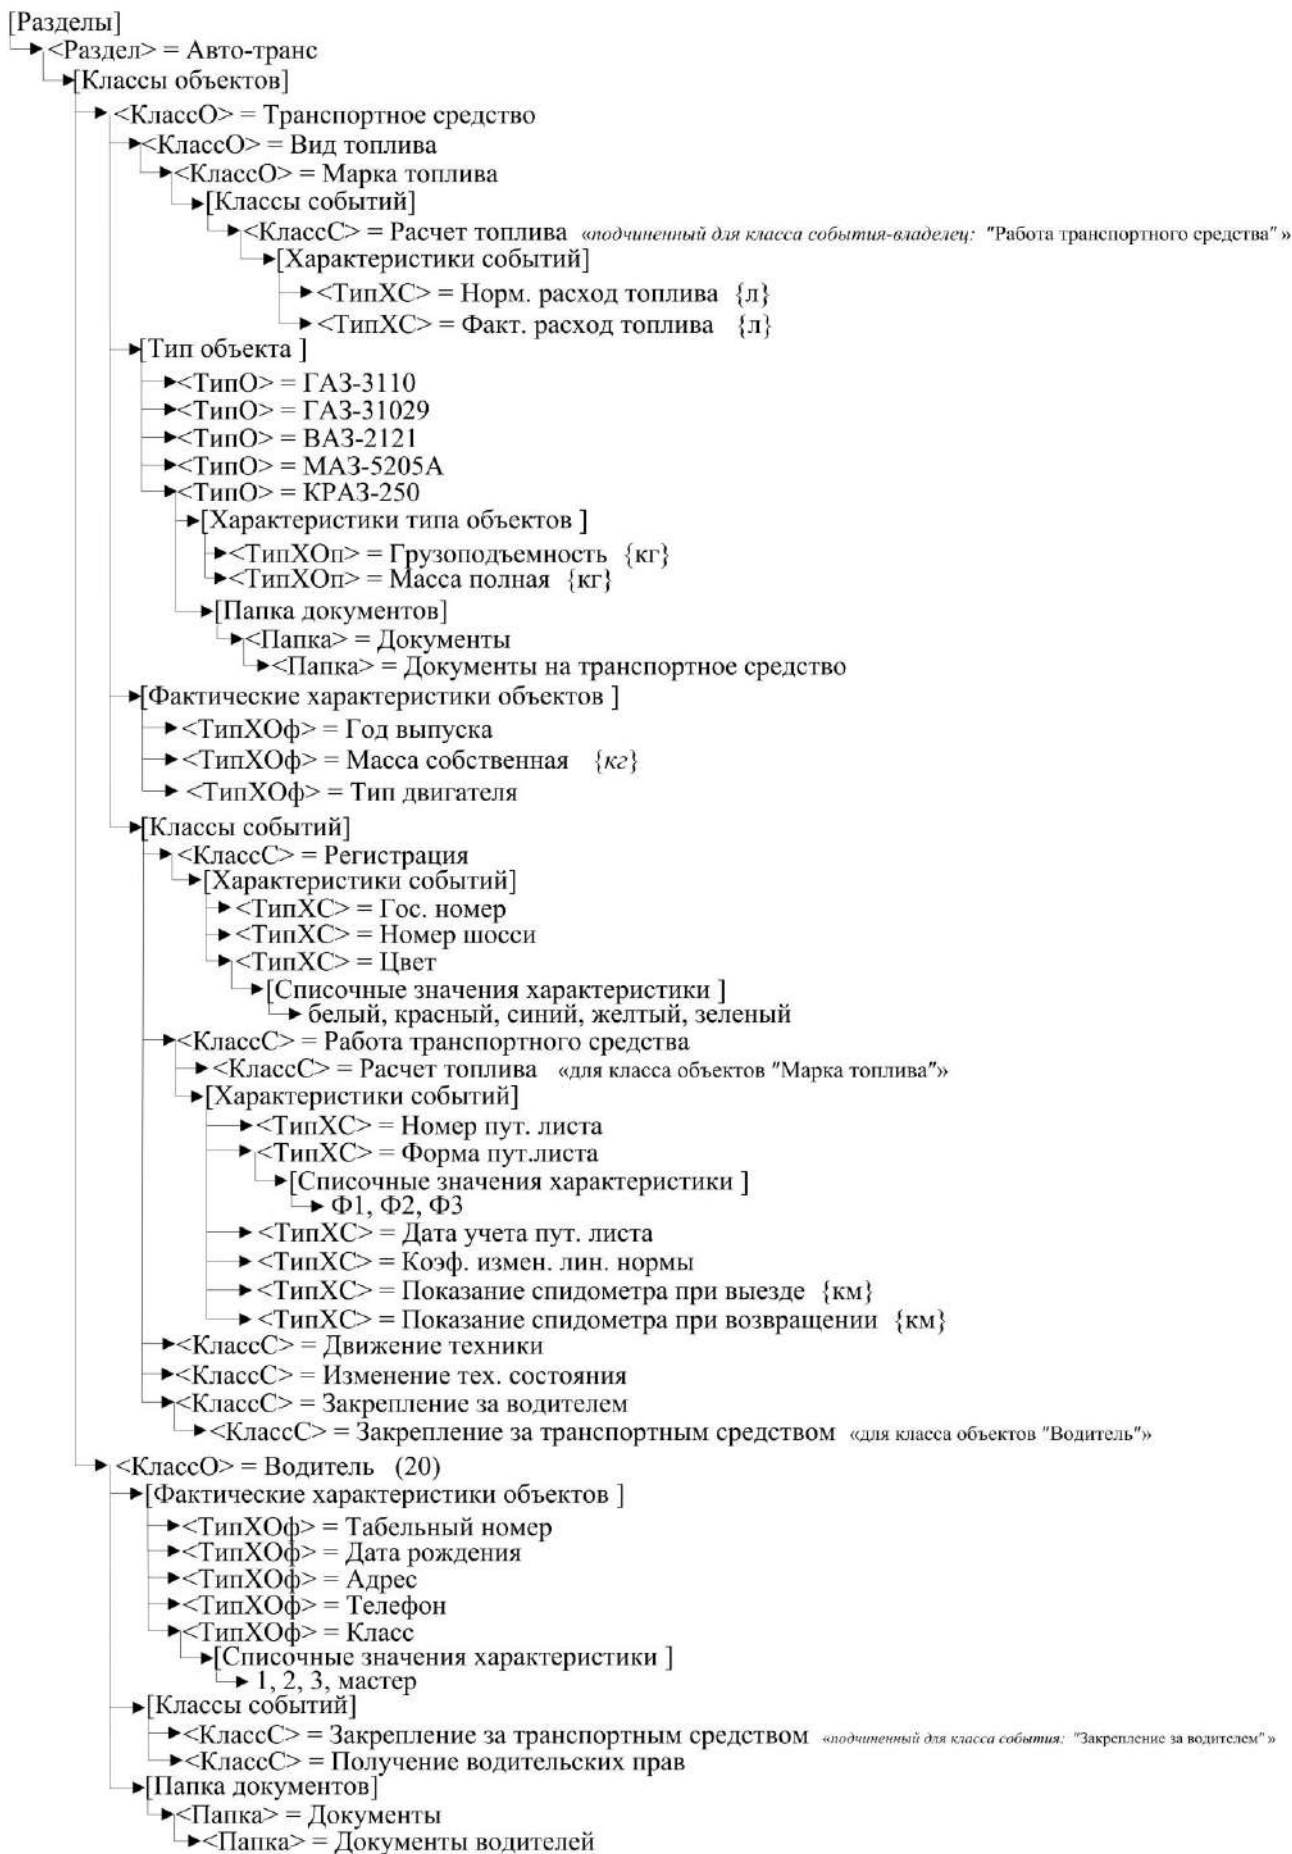 [Разделы]
<Раздел> = Авто-транс
[Классы объектов]
<КлассО> = Транспортное средство
<КлассО> = Вид топлива
<КлассО> = Марка топлива
[Классы событий]
<КлассС> = Расчет топлива «подчиненный для класса события-владелец: "Работа транспортного средства" »
[Характеристики событий]
<ТипХС> = Норм. расход топлива {л}
<ТипХС> = Факт. расход топлива {л}
[Тип объекта ]
<ТипО> = ГАЗ-3110
<ТипО> = ГАЗ-31029
<ТипО> = ВАЗ-2121
<ТипО> = МАЗ-5205А
<ТипО> = КРАЗ-250
[Характеристики типа объектов ]
<ТипХОп> = Грузоподъемность {кг}
<ТипХОп> = Масса полная {кг}
[Папка документов]
<Папка> = Документы
<Папка> = Документы на транспортное средство
[Фактические характеристики объектов ]
<ТипХОф> = Год выпуска
<ТипХОф> = Масса собственная {кг}
<ТипХОф> = Тип двигателя
[Классы событий]
<КлассС> = Регистрация
[Характеристики событий]
<ТипХС> = Гос. номер
<ТипХС> = Номер шосси
<ТипХС> = Цвет
[Списочные значения характеристики ]
белый, красный, синий, желтый, зеленый
<КлассС> = Работа транспортного средства
<КлассС> = Расчет топлива «для класса объектов "Марка топлива"»
[Характеристики событий]
<ТипХС> = Номер пут. листа
<ТипХС> = Форма пут.листа
[Списочные значения характеристики ]
Ф1, Ф2, Ф3
<ТипХС> = Дата учета пут. листа
<ТипХС> = Коэф. измен. лин. нормы
<ТипХС> = Показание спидометра при выезде {км}
<ТипХС> = Показание спидометра при возвращении {км}
<КлассС> = Движение техники
<КлассС> = Изменение тех. состояния
<КлассС> = Закрепление за водителем
<КлассС> = Закрепление за транспортным средством «для класса объектов "Водитель"»
<КлассО> = Водитель (20)
[Фактические характеристики объектов ]
<ТипХОф> = Табельный номер
<ТипХОф> = Дата рождения
<ТипХОф> = Адрес
<ТипХОф> = Телефон
<ТипХОф> = Класс
[Списочные значения характеристики ]
1, 2, 3, мастер
[Классы событий]
<КлассС> = Закрепление за транспортным средством «подчиненный для класса события: "Закрепление за водителем" »
<КлассС> = Получение водительских прав
[Папка документов]
<Папка> = Документы
<Папка> = Документы водителей